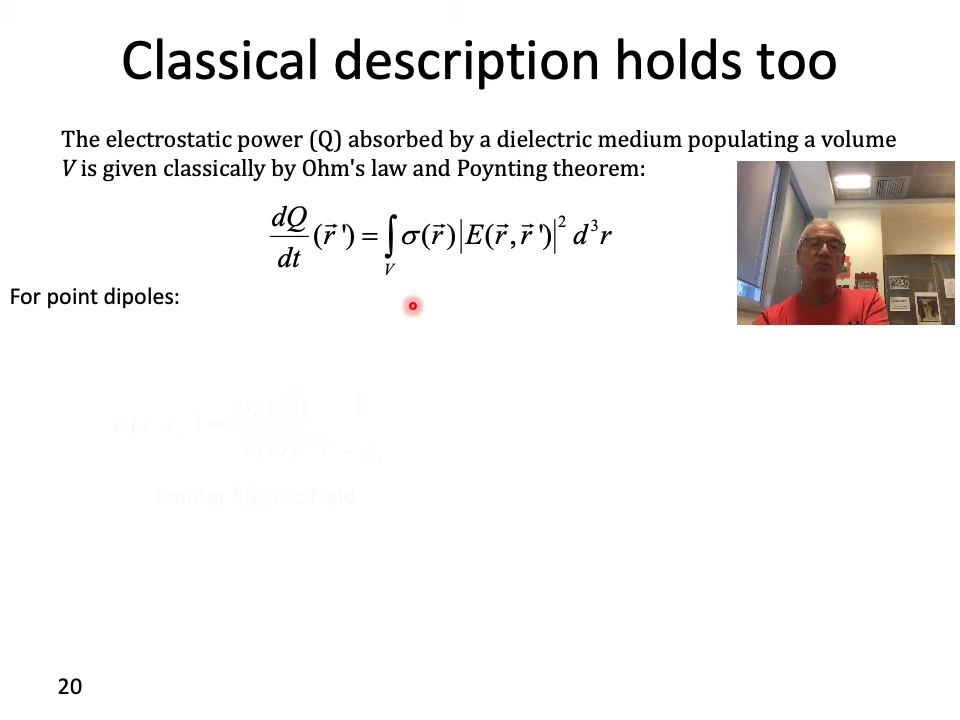 Classical description holds too
The electrostatic power (Q) absorbed by a dielectric medium populating a volume
V is given classically by Ohm's law and Poynting theorem:
dQ/dt (r⃗ ') = ∫_V σ(r⃗) |E(r⃗, r⃗ ')|² d³r
For point dipoles:
20